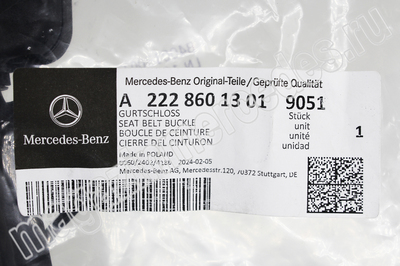 Mercedes-Benz Original-Teile/Geprüfte Qualität
A 222 860 13 01 9051
GURTSCHLOSS
SEAT BELT BUCKLE
BOUCLE DE CEINTURE
CIERRE DEL CINTURON
Stück
unit
unité
unidad
1
Mercedes-Benz
Made in POLAND
2024-02-05
Mercedes-Benz AG, Mercedesstr.120, 70372 Stuttgart, DE